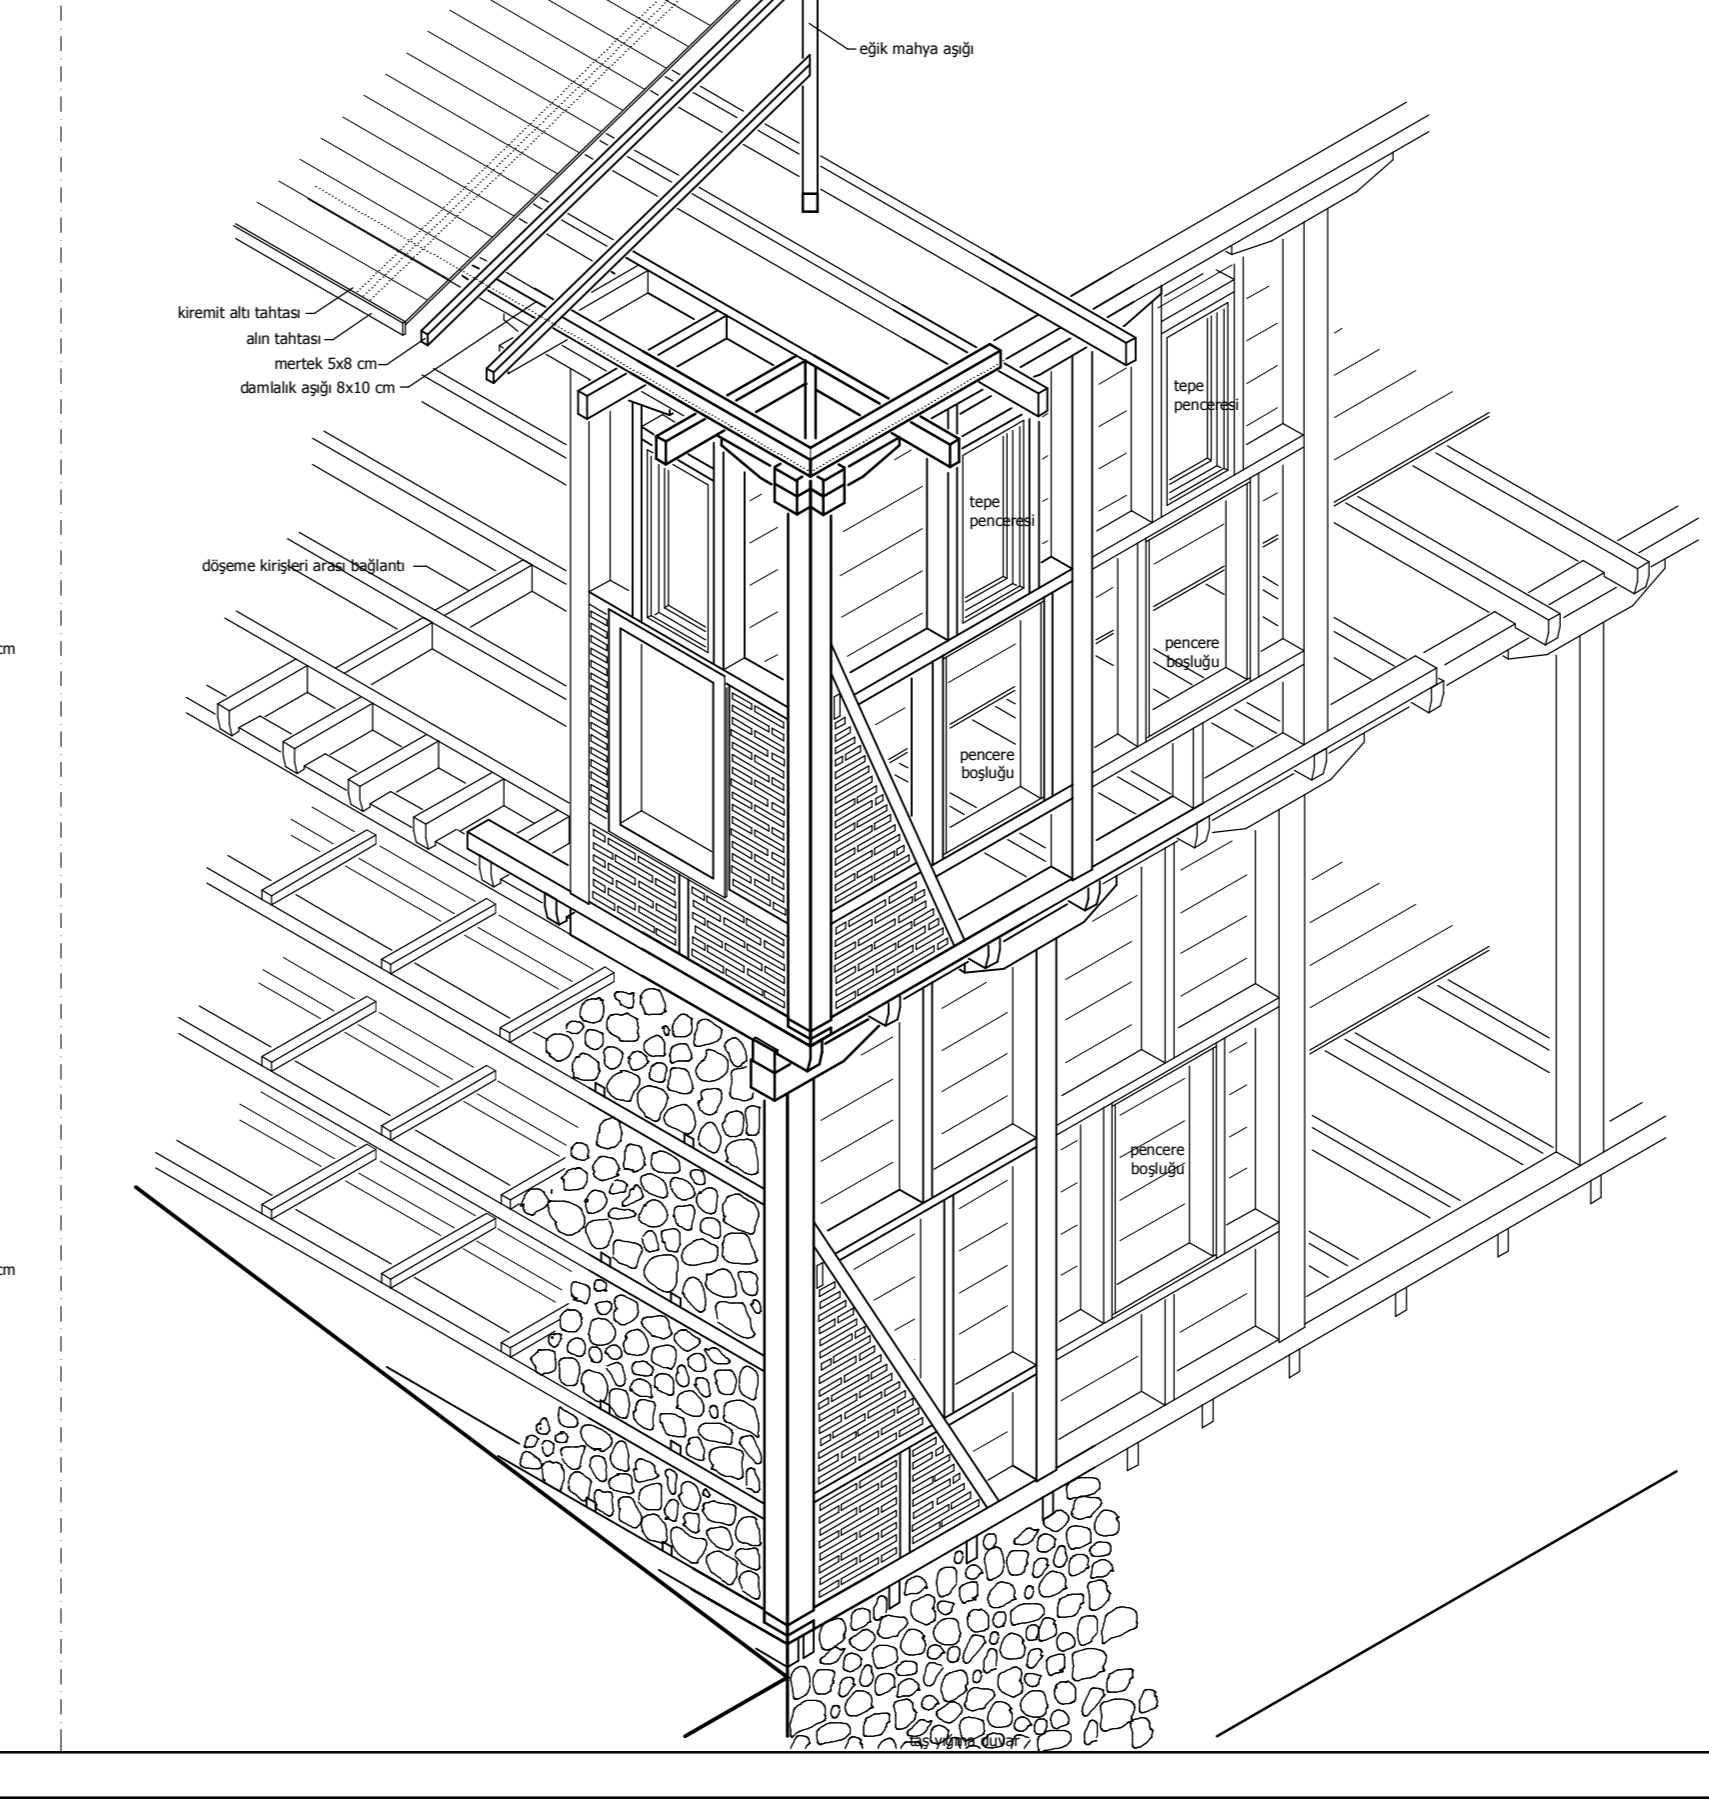 eğik mahya aşığı
kiremit altı tahtası
alın tahtası
mertek 5x8 cm
damlalık aşığı 8x10 cm
tepe
penceresi
tepe
penceresi
döşeme kirişleri arası bağlantı
cm
pencere
boşluğu
pencere
boşluğu
pencere
boşluğu
cm
taş yığma duvar